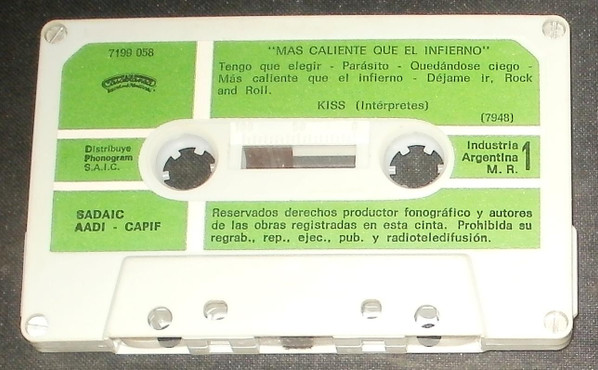 7199 058
"MAS CALIENTE QUE EL INFIERNO"
Tengo que elegir - Parásito - Quedándose ciego -
Más caliente que el infierno - Déjame ir, Rock
and Roll.
KISS (Intérpretes)
(7948)
Distribuye
Phonogram
S.A.I.C.
Industria
Argentina
M. R.
1
SADAIC
AADI - CAPIF
Reservados derechos productor fonográfico y autores
de las obras registradas en esta cinta. Prohibida su
regrab., rep., ejec., pub. y radioteledifusión.